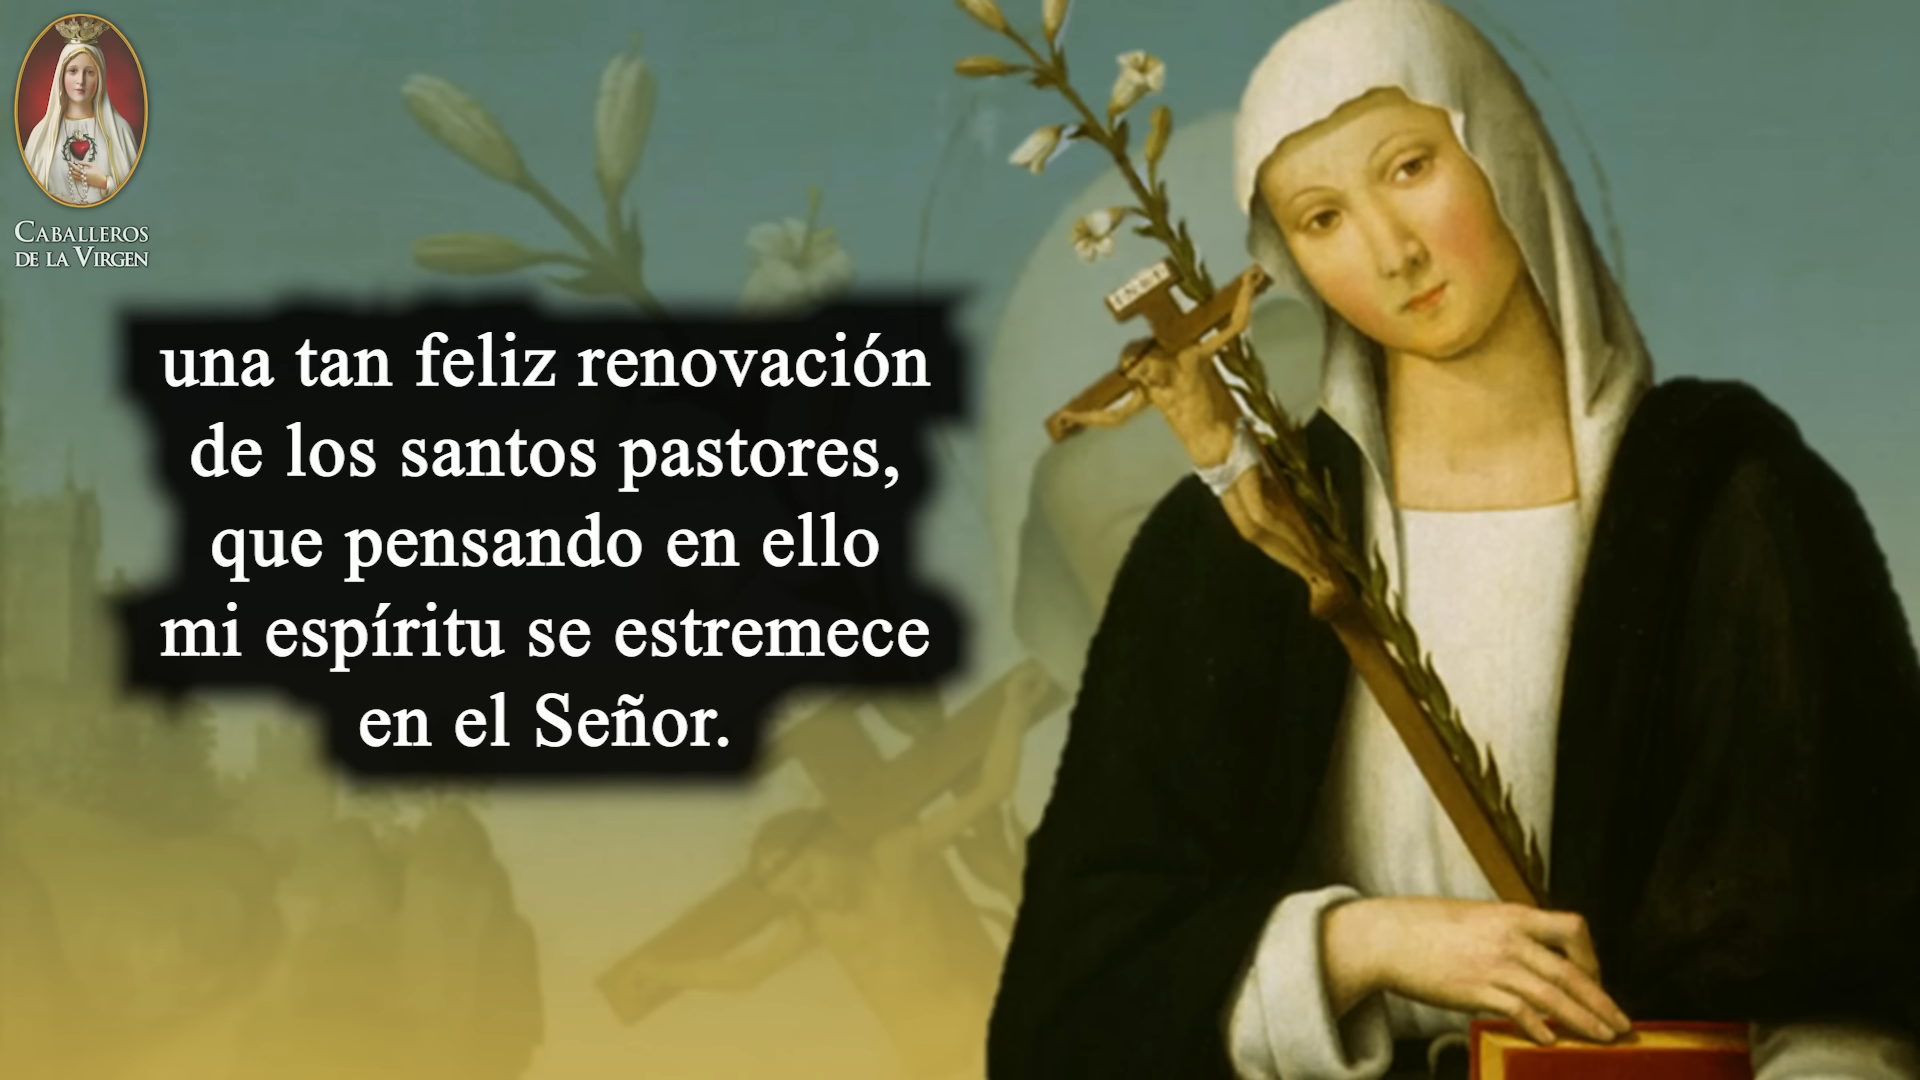 CABALLEROS
DE LA VIRGEN
una tan feliz renovación
de los santos pastores,
que pensando en ello
mi espíritu se estremece
en el Señor.